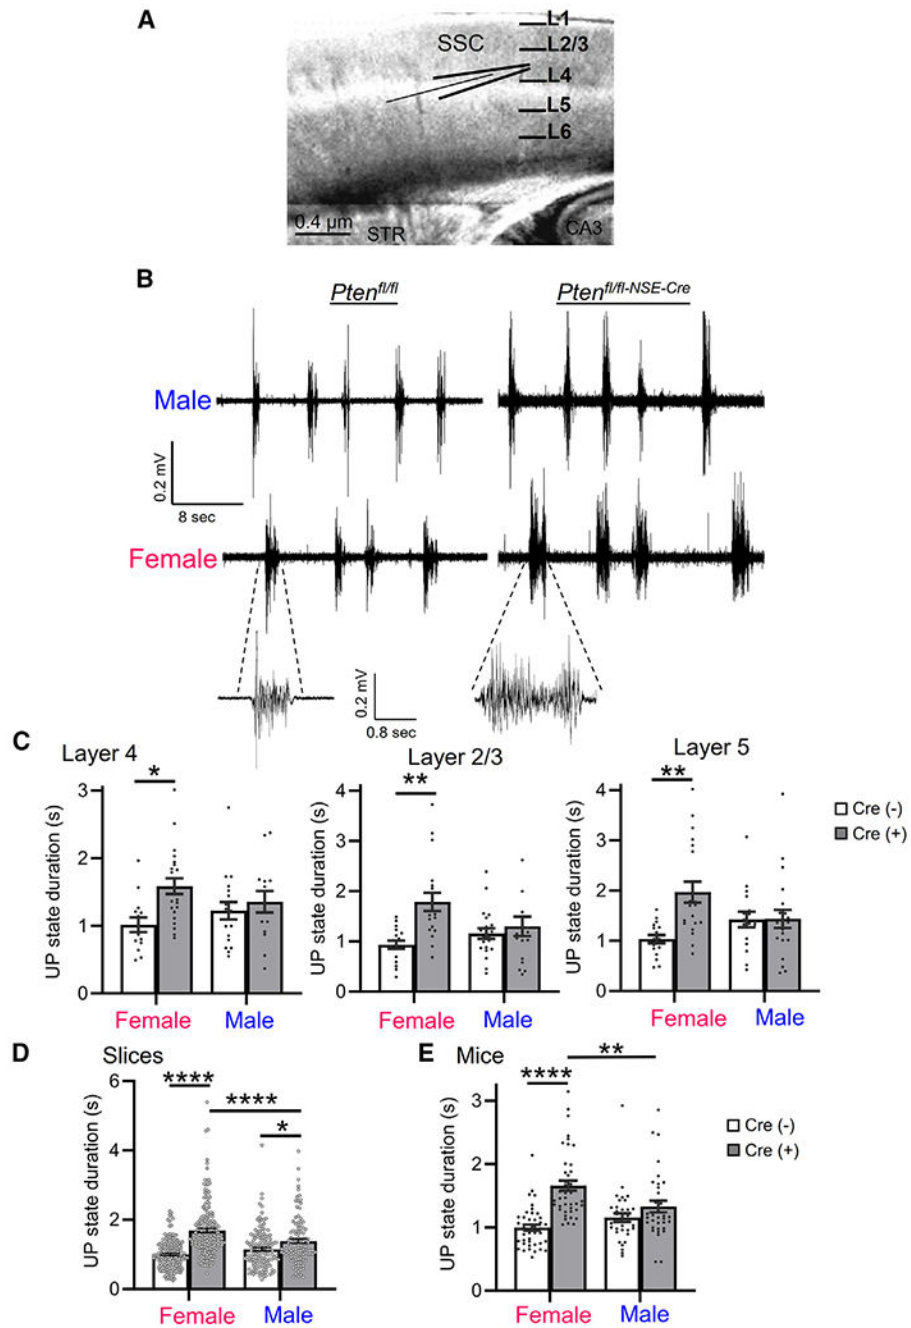 A
SSC
L1
L2/3
L4
L5
L6
0.4 μm
STR
CA3
B
Pten^fl/fl
Pten^fl/fl-NSE-Cre
Male
0.2 mV
8 sec
Female
0.2 mV
0.8 sec
C
Layer 4
Layer 2/3
Layer 5
UP state duration (s)
3
2
1
0
*
Female
Male
UP state duration (s)
4
3
2
1
0
**
Female
Male
UP state duration (s)
4
3
2
1
0
**
Female
Male
Cre (-)
Cre (+)
D
Slices
UP state duration (s)
6
4
2
0
****
****
*
Female
Male
E
Mice
UP state duration (s)
3
2
1
0
****
**
Female
Male
Cre (-)
Cre (+)